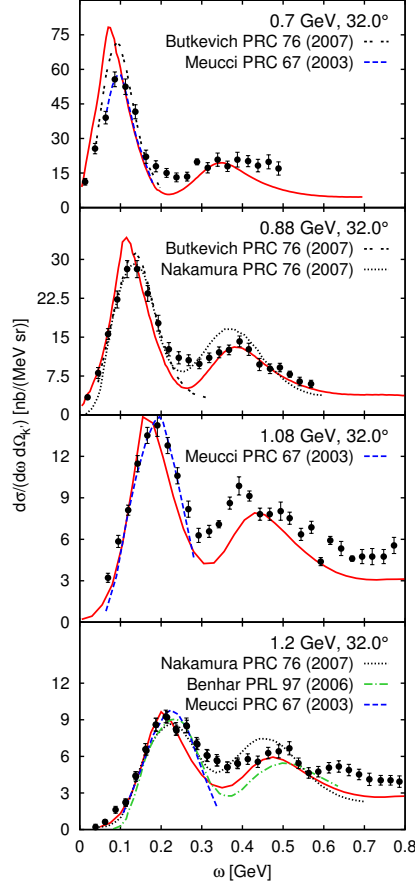 0.7 GeV, 32.0°
Butkevich PRC 76 (2007)
Meucci PRC 67 (2003)
75
60
45
30
15
0
0.88 GeV, 32.0°
Butkevich PRC 76 (2007)
Nakamura PRC 76 (2007)
30
22.5
15
7.5
0
dσ/(dω dΩk') [nb/(MeV sr)]
1.08 GeV, 32.0°
Meucci PRC 67 (2003)
12
9
6
3
0
1.2 GeV, 32.0°
Nakamura PRC 76 (2007)
Benhar PRL 97 (2006)
Meucci PRC 67 (2003)
12
9
6
3
0
0 0.1 0.2 0.3 0.4 0.5 0.6 0.7 0.8
ω [GeV]